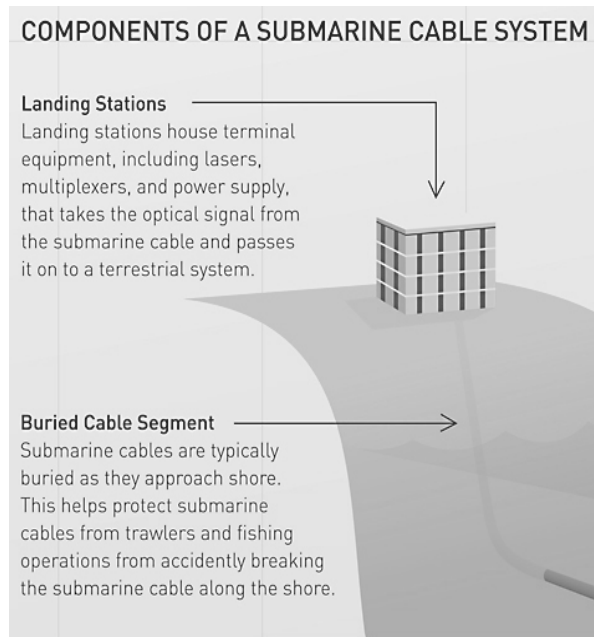 COMPONENTS OF A SUBMARINE CABLE SYSTEM
Landing Stations
Landing stations house terminal
equipment, including lasers,
multiplexers, and power supply,
that takes the optical signal from
the submarine cable and passes
it on to a terrestrial system.
Buried Cable Segment
Submarine cables are typically
buried as they approach shore.
This helps protect submarine
cables from trawlers and fishing
operations from accidently breaking
the submarine cable along the shore.